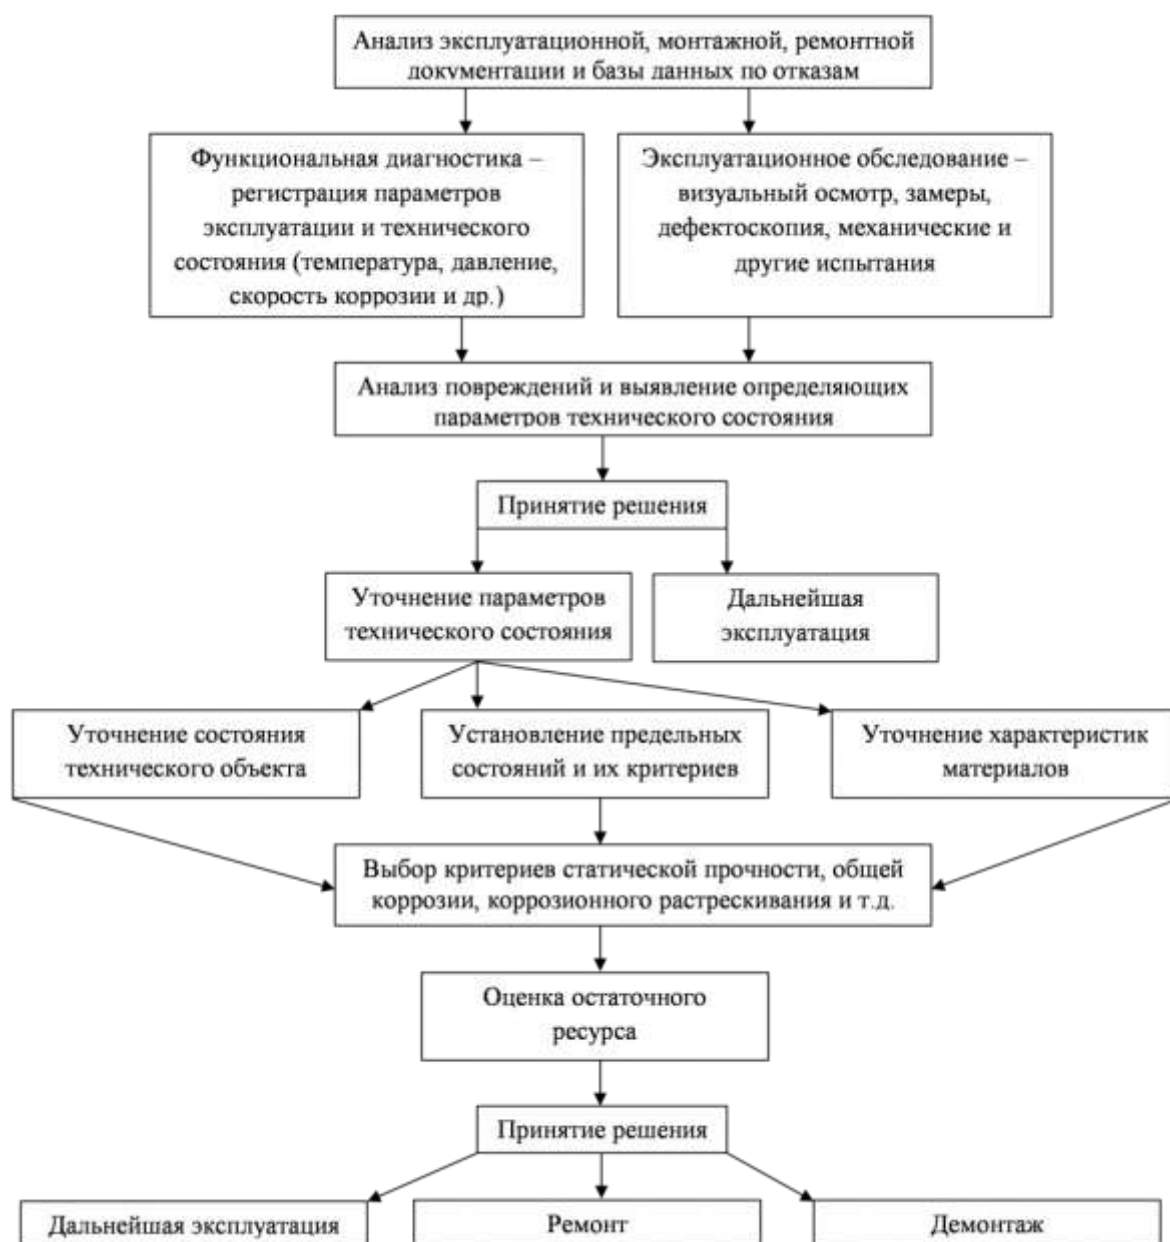 Анализ эксплуатационной, монтажной, ремонтной
документации и базы данных по отказам
Функциональная диагностика –
регистрация параметров
эксплуатации и технического
состояния (температура, давление,
скорость коррозии и др.)
Эксплуатационное обследование –
визуальный осмотр, замеры,
дефектоскопия, механические и
другие испытания
Анализ повреждений и выявление определяющих
параметров технического состояния
Принятие решения
Уточнение параметров
технического состояния
Дальнейшая
эксплуатация
Уточнение состояния
технического объекта
Установление предельных
состояний и их критериев
Уточнение характеристик
материалов
Выбор критериев статической прочности, общей
коррозии, коррозионного растрескивания и т.д.
Оценка остаточного
ресурса
Принятие решения
Дальнейшая эксплуатация
Ремонт
Демонтаж